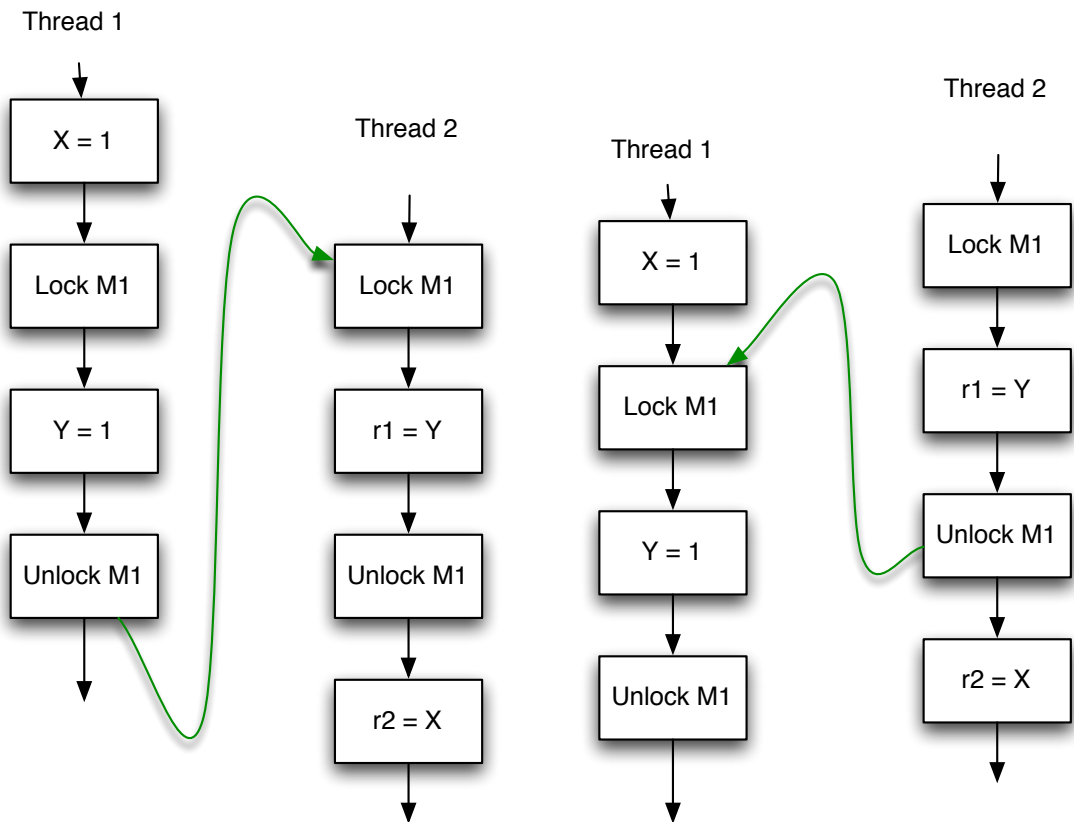 Thread 1
X = 1
Lock M1
Y = 1
Unlock M1
Thread 2
Lock M1
r1 = Y
Unlock M1
r2 = X
Thread 1
X = 1
Lock M1
Y = 1
Unlock M1
Thread 2
Lock M1
r1 = Y
Unlock M1
r2 = X